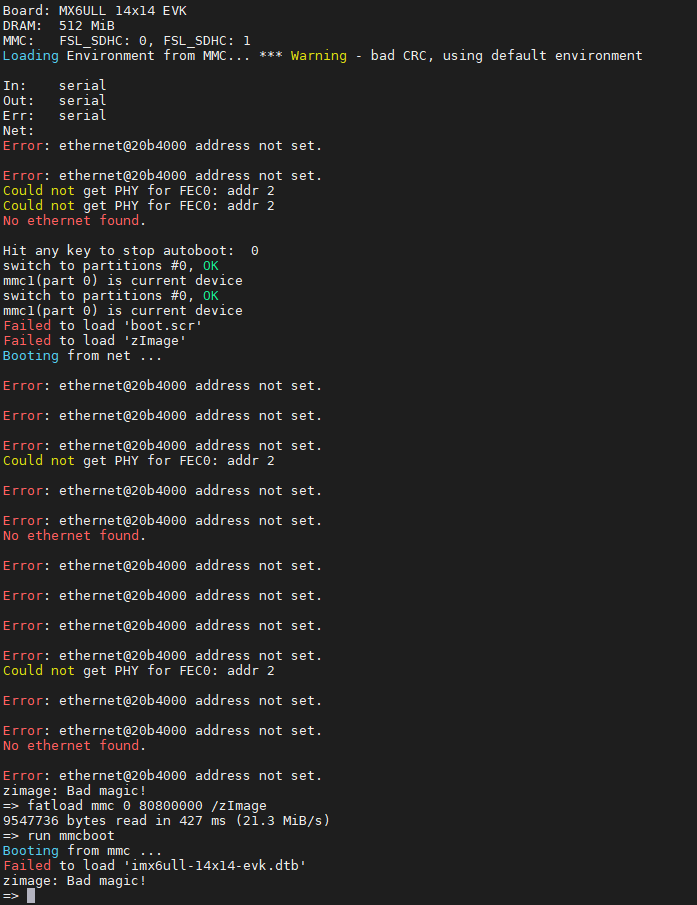 Board: MX6ULL 14x14 EVK
DRAM:  512 MiB
MMC:   FSL_SDHC: 0, FSL_SDHC: 1
Loading Environment from MMC... *** Warning - bad CRC, using default environment
In:    serial
Out:   serial
Err:   serial
Net:
Error: ethernet@20b4000 address not set.
Error: ethernet@20b4000 address not set.
Could not get PHY for FEC0: addr 2
Could not get PHY for FEC0: addr 2
No ethernet found.
Hit any key to stop autoboot:  0
switch to partitions #0, OK
mmc1(part 0) is current device
switch to partitions #0, OK
mmc1(part 0) is current device
Failed to load 'boot.scr'
Failed to load 'zImage'
Booting from net ...
Error: ethernet@20b4000 address not set.
Error: ethernet@20b4000 address not set.
Error: ethernet@20b4000 address not set.
Could not get PHY for FEC0: addr 2
Error: ethernet@20b4000 address not set.
Error: ethernet@20b4000 address not set.
No ethernet found.
Error: ethernet@20b4000 address not set.
Error: ethernet@20b4000 address not set.
Error: ethernet@20b4000 address not set.
Error: ethernet@20b4000 address not set.
Could not get PHY for FEC0: addr 2
Error: ethernet@20b4000 address not set.
Error: ethernet@20b4000 address not set.
No ethernet found.
Error: ethernet@20b4000 address not set.
zimage: Bad magic!
=> fatload mmc 0 80800000 /zImage
9547736 bytes read in 427 ms (21.3 MiB/s)
=> run mmcboot
Booting from mmc ...
Failed to load 'imx6ull-14x14-evk.dtb'
zimage: Bad magic!
=>